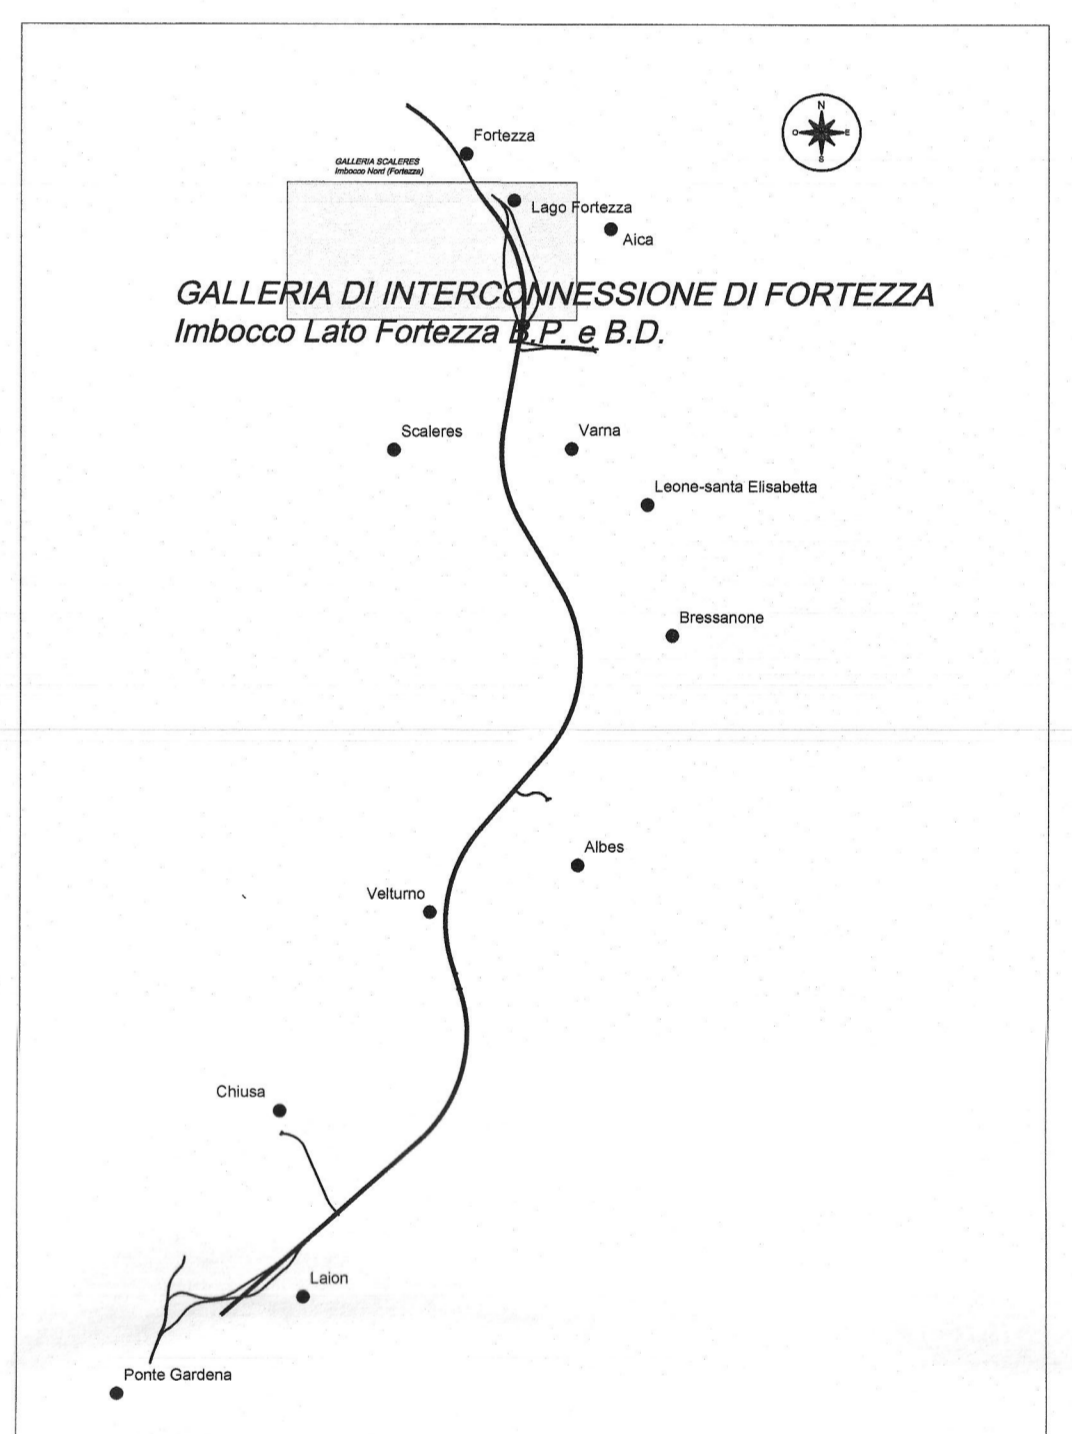 N
O E
S
Fortezza
GALLERIA SCALERES
Imbocco Nord (Fortezza)
Lago Fortezza
Aica
GALLERIA DI INTERCONNESSIONE DI FORTEZZA
Imbocco Lato Fortezza B.P. e B.D.
Scaleres
Varna
Leone-santa Elisabetta
Bressanone
Albes
Velturno
Chiusa
Laion
Ponte Gardena